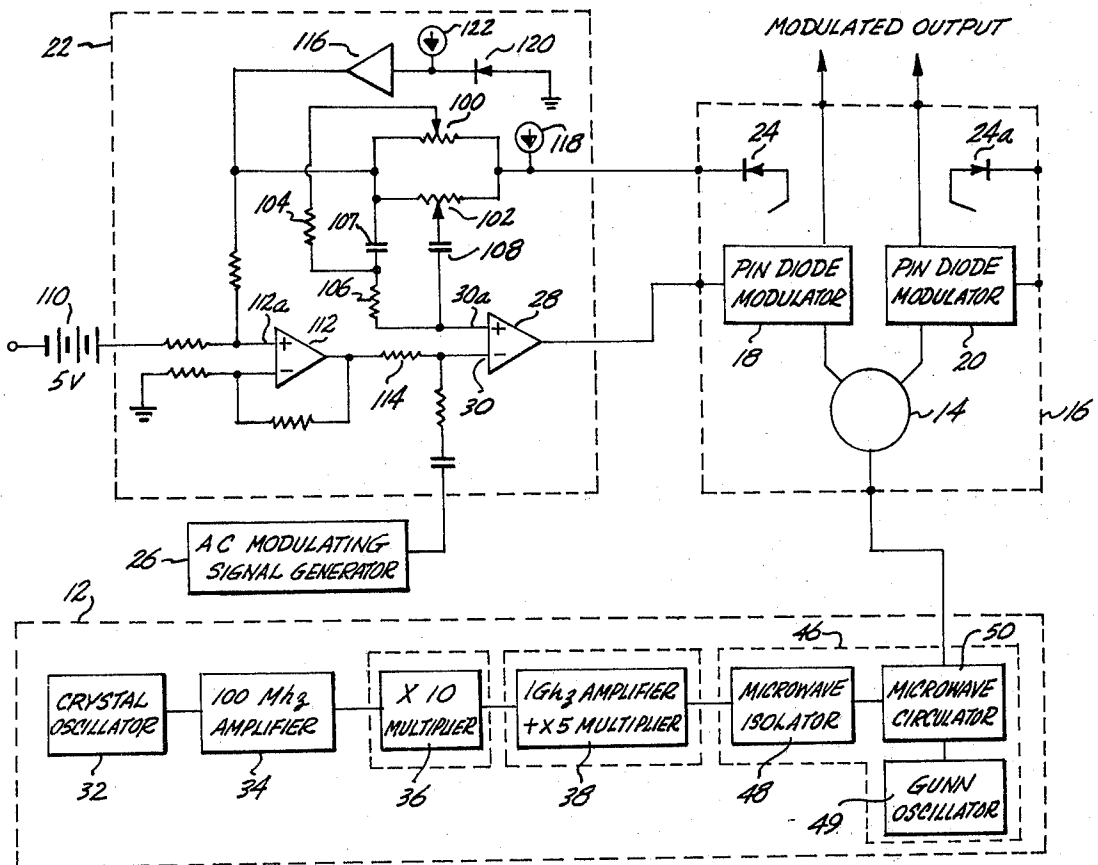 22
116
122
120
MODULATED OUTPUT
100
118
24
24a
104
107
102
108
PIN DIODE
MODULATOR
PIN DIODE
MODULATOR
106
30a
28
110
112a
112
+
-
+
-
5V
114
30
18
20
14
16
26
AC MODULATING
SIGNAL GENERATOR
12
46
50
CRYSTAL
OSCILLATOR
100 Mhz
AMPLIFIER
X 10
MULTIPLIER
1Ghz AMPLIFIER
+X5 MULTIPLIER
MICROWAVE
ISOLATOR
MICROWAVE
CIRCULATOR
32
34
36
38
48
49
GUNN
OSCILLATOR